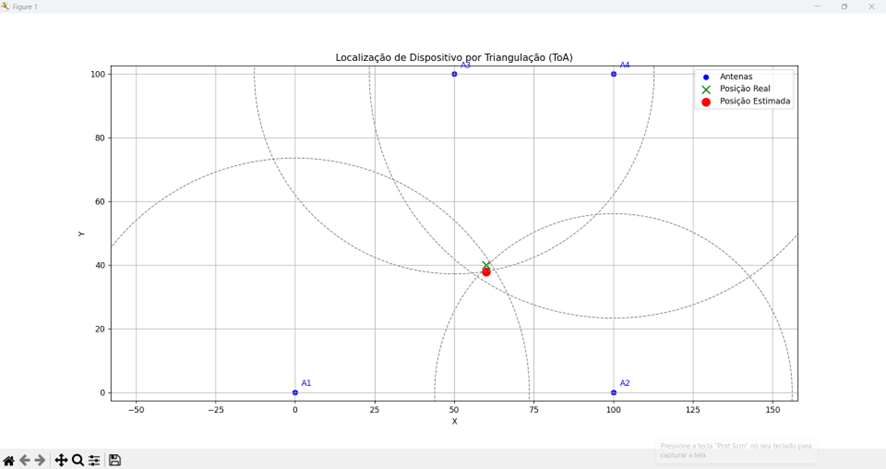 Figure 1
Localização de Dispositivo por Triangulação (ToA)
A3
A4
Antenas
Posição Real
Posição Estimada
100
80
60
40
20
0
Y
A1
A2
−50
−25
0
25
50
75
100
125
150
X
Pressione a tecla "Prnt Scrn" no seu teclado para
capturar a tela